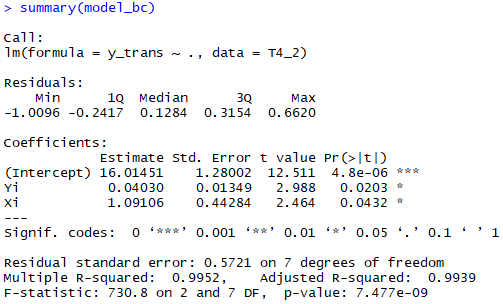 > summary(model_bc)
Call:
lm(formula = y_trans ~ ., data = T4_2)
Residuals:
    Min      1Q  Median      3Q     Max
-1.0096 -0.2417  0.1284  0.3154  0.6620
Coefficients:
            Estimate Std. Error t value Pr(>|t|)
(Intercept) 16.01451    1.28002  12.511  4.8e-06 ***
Yi           0.04030    0.01349   2.988   0.0203 *
Xi           1.09106    0.44284   2.464   0.0432 *
---
Signif. codes:  0 ‘***’ 0.001 ‘**’ 0.01 ‘*’ 0.05 ‘.’ 0.1 ‘ ’ 1
Residual standard error: 0.5721 on 7 degrees of freedom
Multiple R-squared:  0.9952,    Adjusted R-squared:  0.9939
F-statistic: 730.8 on 2 and 7 DF,  p-value: 7.477e-09